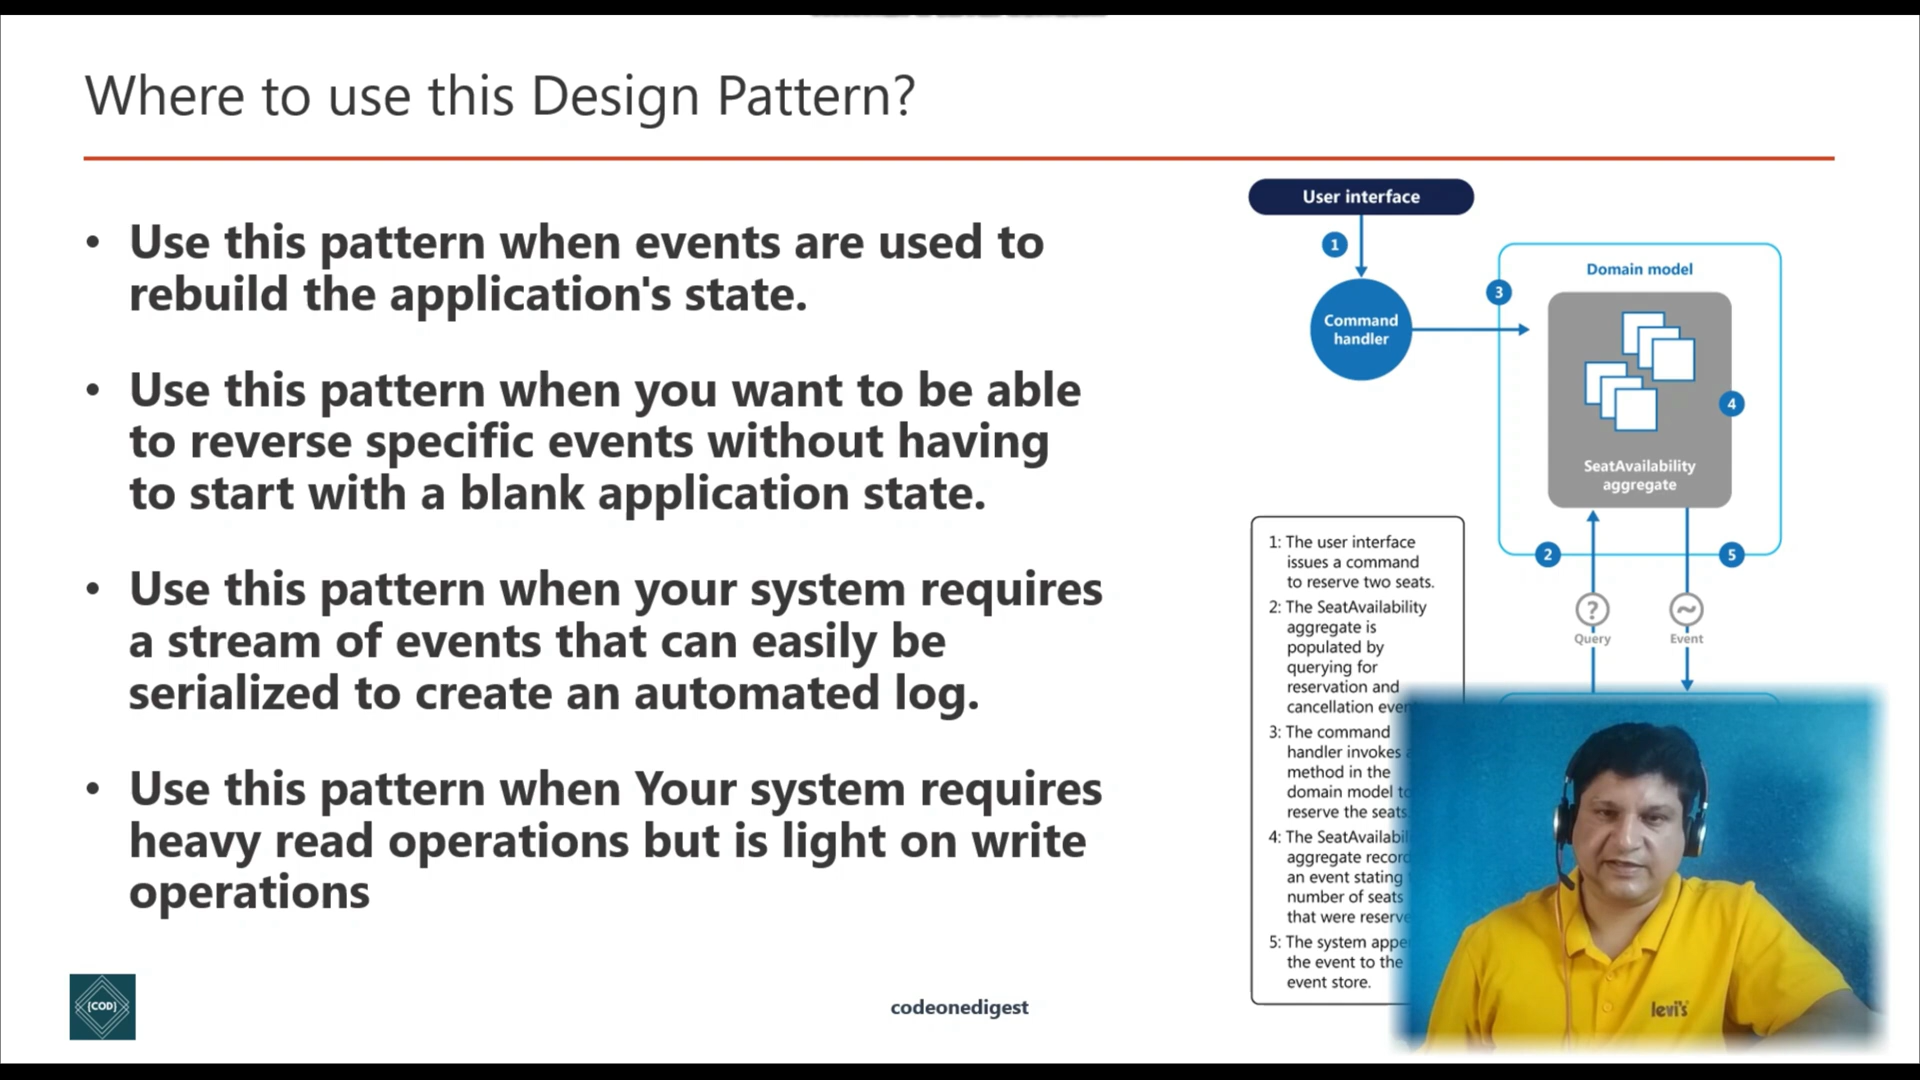 Where to use this Design Pattern?
• Use this pattern when events are used to
rebuild the application's state.
• Use this pattern when you want to be able
to reverse specific events without having
to start with a blank application state.
• Use this pattern when your system requires
a stream of events that can easily be
serialized to create an automated log.
• Use this pattern when Your system requires
heavy read operations but is light on write
operations
User interface
1
Command
handler
3
Domain model
4
SeatAvailability
aggregate
2
5
?
Query
Event
1: The user interface
issues a command
to reserve two seats.
2: The SeatAvailability
aggregate is
populated by
querying for
reservation and
cancellation
3: The command
handler invokes
method in the
domain model
reserve the seats
4: The
aggregate
an event stating
number of seats
that were
5: The system
the event to the
event store.
[COD]
codeonedigest
levi's